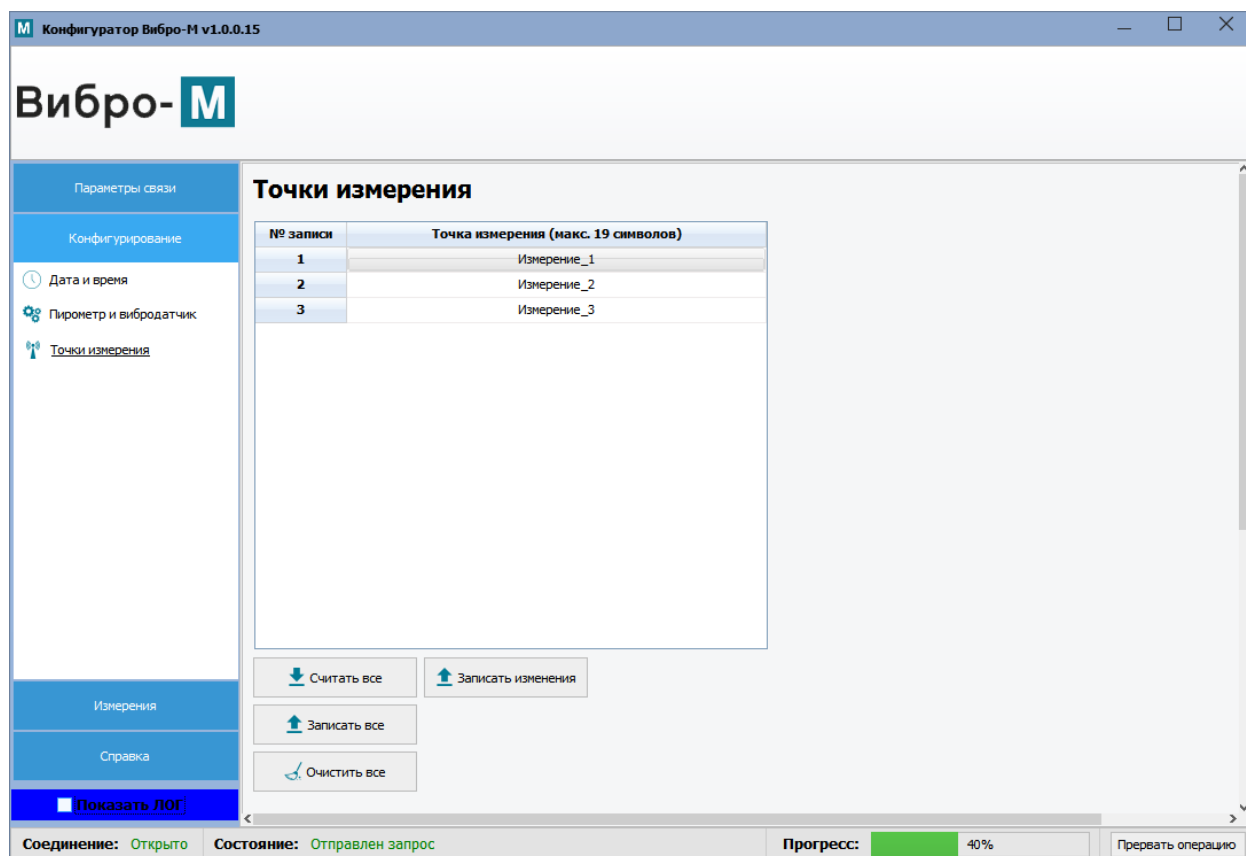 М Конфигуратор Вибро-М v1.0.0.15
Вибро- М
Параметры связи
Конфигурирование
Дата и время
Пирометр и вибродатчик
Точки измерения
Измерения
Справка
Показать ЛОГ
Точки измерения
№ записи Точка измерения (макс. 19 символов)
1 Измерение_1
2 Измерение_2
3 Измерение_3
Считать все Записать изменения
Записать все
Очистить все
Соединение: Открыто Состояние: Отправлен запрос Прогресс: 40% Прервать операцию